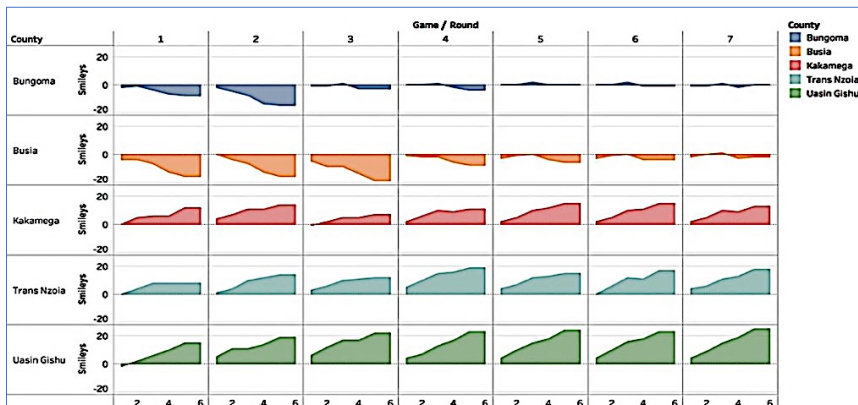 Game / Round
County
County 1 2 3 4 5 6 7
Bungoma
Busia
Kakamega
Trans Nzoia
Uasin Gishu
20
Bungoma Smileys 0
-20
20
Busia Smileys 0
-20
20
Kakamega Smileys 0
-20
20
Trans Nzoia Smileys 0
-20
20
Uasin Gishu Smileys 0
-20
2 4 6 2 4 6 2 4 6 2 4 6 2 4 6 2 4 6 2 4 6